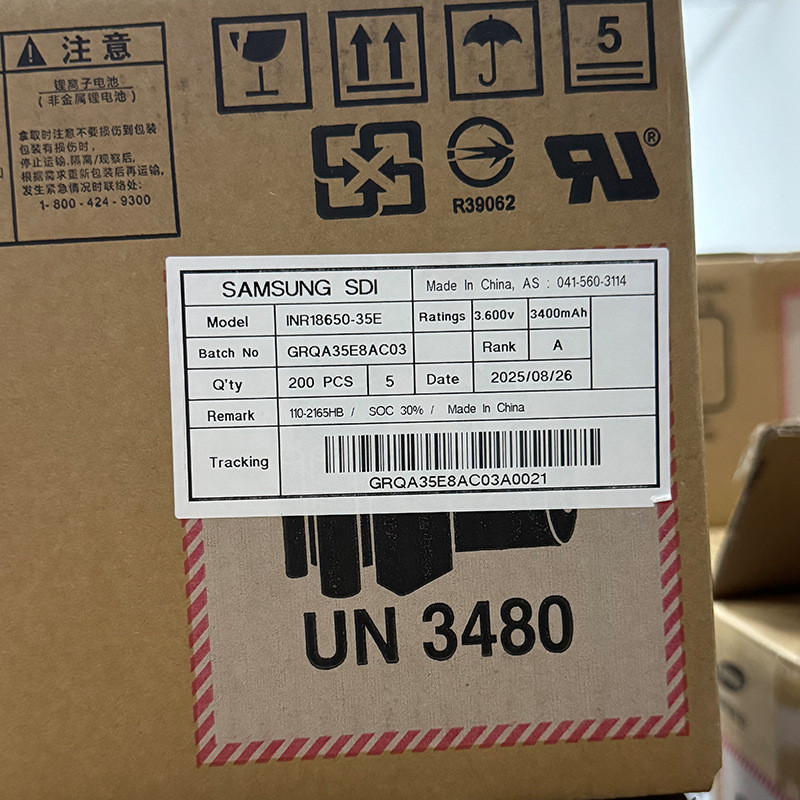 注意
锂离子电池
(非金属锂电池)
拿取时注意不要损伤到包装
包装有损伤时，
停止运输，隔离/观察后，
根据需求重新包装后再运输，
发生紧急情况时联络处:
1-800-424-9300
5
R39062
RU®
SAMSUNG SDI
Made In China, AS : 041-560-3114
Model INR18650-35E Ratings 3.600v 3400mAh
Batch No GRQA35E8AC03 Rank A
Q'ty 200 PCS 5 Date 2025/08/26
Remark 110-2165HB / SOC 30% / Made In China
Tracking
GRQA35E8AC03A0021
UN 3480